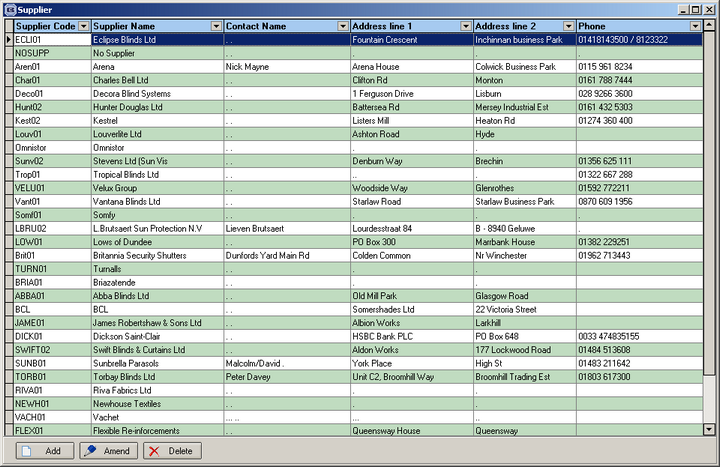 Supplier
Supplier Code Supplier Name Contact Name Address line 1 Address line 2 Phone
ECLI01 Eclipse Blinds Ltd . . Fountain Crescent Inchinnan business Park 01418143500 / 8123322
NOSUPP No Supplier . . . . .
Aren01 Arena Nick Mayne Arena House Colwick Business Park 0115 961 8234
Char01 Charles Bell Ltd . . Clifton Rd Monton 0161 788 7444
Deco01 Decora Blind Systems . . 1 Ferguson Drive Lisburn 028 9266 3600
Hunt02 Hunter Douglas Ltd . . Battersea Rd Mersey Industrial Est 0161 432 5303
Kest02 Kestrel . . Listers Mill Heaton Rd 01274 360 400
Louv01 Louverlite Ltd . . Ashton Road Hyde
Omnistor Omnistor . . . . .
Sunv02 Stevens Ltd (Sun Vis . . Denburn Way Brechin 01356 625 111
Trop01 Tropical Blinds Ltd . . .. . 01322 667 288
VELU01 Velux Group . . Woodside Way Glenrothes 01592 772211
Vant01 Vantana Blinds Ltd . . Starlaw Road Starlaw Business Park 0870 609 1956
Somf01 Somfy . . . . .
LBRU02 L.Brutsaert Sun Protection N.V Lieven Brutsaert Lourdesstraat 84 B - 8940 Geluwe .
LOW01 Lows of Dundee . . PO Box 300 Marbank House 01382 229251
Brit01 Britannia Security Shutters Dunfords Yard Main Rd Colden Common Nr Winchester 01962 713443
TURN01 Turnalls . . . .
BRIA01 Briazatende . . . .
ABBA01 Abba Blinds Ltd . . Old Mill Park Glasgow Road
BCL BCL . . Somershades Ltd 22 Victoria Street
JAME01 James Robertshaw & Sons Ltd . . Albion Works Larkhill
DICK01 Dickson Saint-Clair . . HSBC Bank PLC PO Box 648 0033 474835155
SWIFT02 Swift Blinds & Curtains Ltd . . Aldon Works 177 Lockwood Road 01484 513608
SUNB01 Sunbrella Parasols Malcolm/David . York Place High St 01483 211642
TORB01 Torbay Blinds Ltd Peter Davey Unit C2, Broomhill Way Broomhill Trading Est 01803 617300
RIVA01 Riva Fabrics Ltd . . . .
NEWH01 Newhouse Textiles . . . .
VACH01 Vachet ... .. ... ..
FLEX01 Flexible Re-inforcements . . Queensway House Queensway
Add Amend Delete